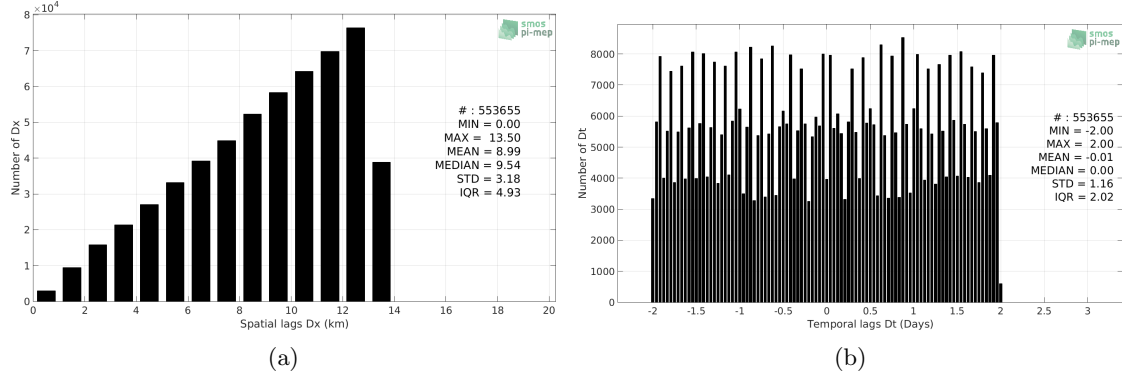 ×10⁴
8
7
6
5
4
3
2
1
0
Number of Dx
0 2 4 6 8 10 12 14 16 18 20
Spatial lags Dx (km)
smos
pi-mep
# : 553655
MIN = 0.00
MAX = 13.50
MEAN = 8.99
MEDIAN = 9.54
STD = 3.18
IQR = 4.93
(a)
8000
7000
6000
5000
4000
3000
2000
1000
0
Number of Dt
-2 -1.5 -1 -0.5 0 0.5 1 1.5 2 2.5 3
Temporal lags Dt (Days)
smos
pi-mep
# : 553655
MIN = -2.00
MAX = 2.00
MEAN = -0.01
MEDIAN = 0.00
STD = 1.16
IQR = 2.02
(b)